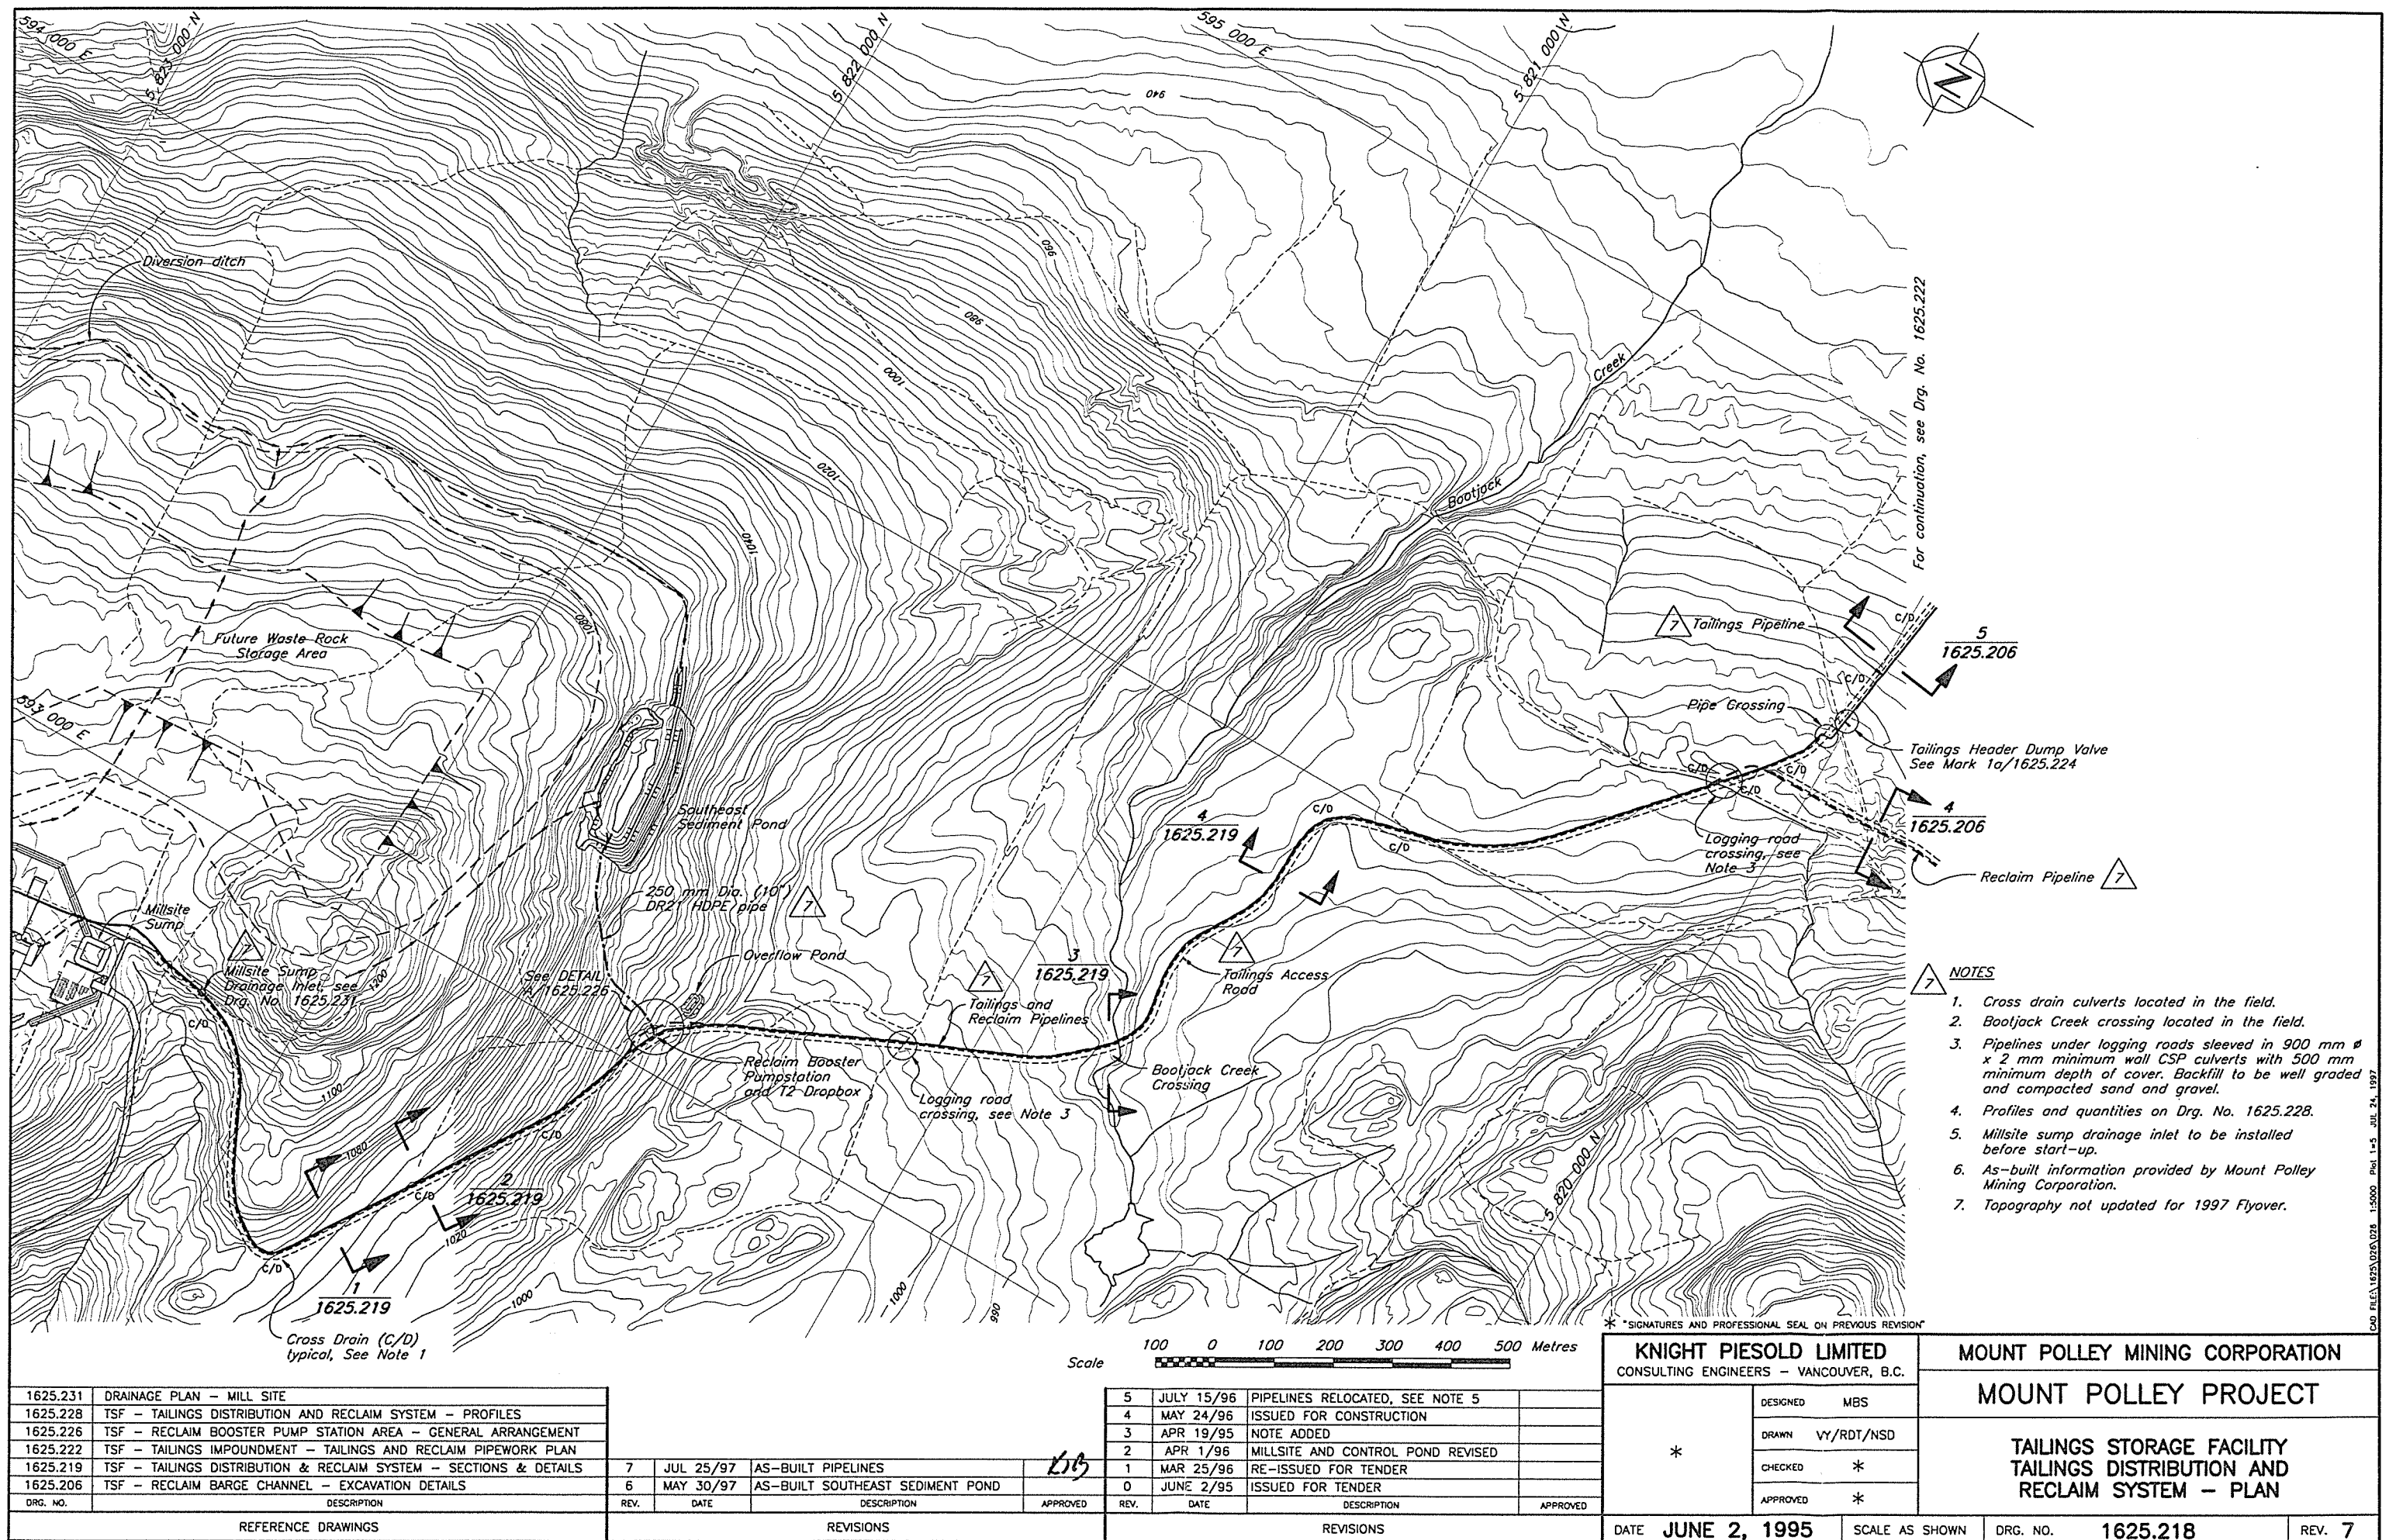 594 000 E
5 823 000 N
5 822 000 N
595 000 E
5 821 000 N
940
N
960
980
1000
1020
1040
1060
Diversion ditch
Creek
Bootjack
For continuation, see Drg. No. 1625.222
Future Waste Rock
Storage Area
593 000 E
7 Tailings Pipeline
C/D
5
1625.206
C/D
Pipe Crossing
Tailings Header Dump Valve
See Mark 1a/1625.224
C/D
C/D
C/D
4
1625.206
Logging road
crossing, see
Note 3
Reclaim Pipeline 7
Southeast
Sediment Pond
4
1625.219
C/D
C/D
250 mm Dia. (10")
DR21 HDPE pipe
7
Millsite
Sump
7
Millsite Sump
Drainage Inlet, see
Drg. No. 1625.231
1200
C/D
See DETAIL
A/1625.226
Overflow Pond
7
Tailings and
Reclaim Pipelines
3
1625.219
7
Tailings Access
Road
Reclaim Booster
Pumpstation
and T2 Dropbox
Logging road
crossing, see Note 3
Bootjack Creek
Crossing
1100
1080
C/D
C/D
2
1625.219
1020
C/D
1
1625.219
Cross Drain (C/D)
typical, See Note 1
1000
1000
990
5 820 000 N
7 NOTES
1. Cross drain culverts located in the field.
2. Bootjack Creek crossing located in the field.
3. Pipelines under logging roads sleeved in 900 mm ø
x 2 mm minimum wall CSP culverts with 500 mm
minimum depth of cover. Backfill to be well graded
and compacted sand and gravel.
4. Profiles and quantities on Drg. No. 1625.228.
5. Millsite sump drainage inlet to be installed
before start-up.
6. As-built information provided by Mount Polley
Mining Corporation.
7. Topography not updated for 1997 Flyover.
CAD FILE: \1625\026\028 1:5000 Plot 1=5 JUL 24, 1997
* "SIGNATURES AND PROFESSIONAL SEAL ON PREVIOUS REVISION"
Scale 100 0 100 200 300 400 500 Metres
1625.231 DRAINAGE PLAN - MILL SITE
1625.228 TSF - TAILINGS DISTRIBUTION AND RECLAIM SYSTEM - PROFILES
1625.226 TSF - RECLAIM BOOSTER PUMP STATION AREA - GENERAL ARRANGEMENT
1625.222 TSF - TAILINGS IMPOUNDMENT - TAILINGS AND RECLAIM PIPEWORK PLAN
1625.219 TSF - TAILINGS DISTRIBUTION & RECLAIM SYSTEM - SECTIONS & DETAILS
1625.206 TSF - RECLAIM BARGE CHANNEL - EXCAVATION DETAILS
DRG. NO. DESCRIPTION
REFERENCE DRAWINGS
7 JUL 25/97 AS-BUILT PIPELINES
6 MAY 30/97 AS-BUILT SOUTHEAST SEDIMENT POND
REV. DATE DESCRIPTION APPROVED
REVISIONS
5 JULY 15/96 PIPELINES RELOCATED, SEE NOTE 5
4 MAY 24/96 ISSUED FOR CONSTRUCTION
3 APR 19/95 NOTE ADDED
2 APR 1/96 MILLSITE AND CONTROL POND REVISED
1 MAR 25/96 RE-ISSUED FOR TENDER
0 JUNE 2/95 ISSUED FOR TENDER
REV. DATE DESCRIPTION APPROVED
REVISIONS
KNIGHT PIESOLD LIMITED
CONSULTING ENGINEERS - VANCOUVER, B.C.
*
DESIGNED MBS
DRAWN VY/RDT/NSD
CHECKED *
APPROVED *
MOUNT POLLEY MINING CORPORATION
MOUNT POLLEY PROJECT
TAILINGS STORAGE FACILITY
TAILINGS DISTRIBUTION AND
RECLAIM SYSTEM - PLAN
DATE JUNE 2, 1995 SCALE AS SHOWN DRG. NO. 1625.218 REV. 7